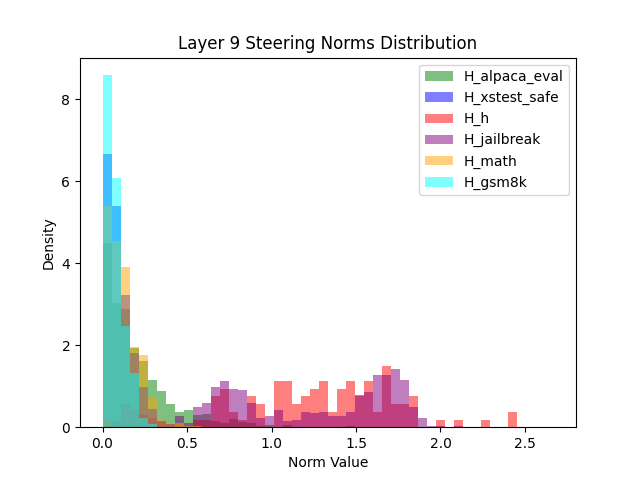 Layer 9 Steering Norms Distribution
H_alpaca_eval
H_xstest_safe
H_h
H_jailbreak
H_math
H_gsm8k
Density
8
6
4
2
0
0.0 0.5 1.0 1.5 2.0 2.5
Norm Value